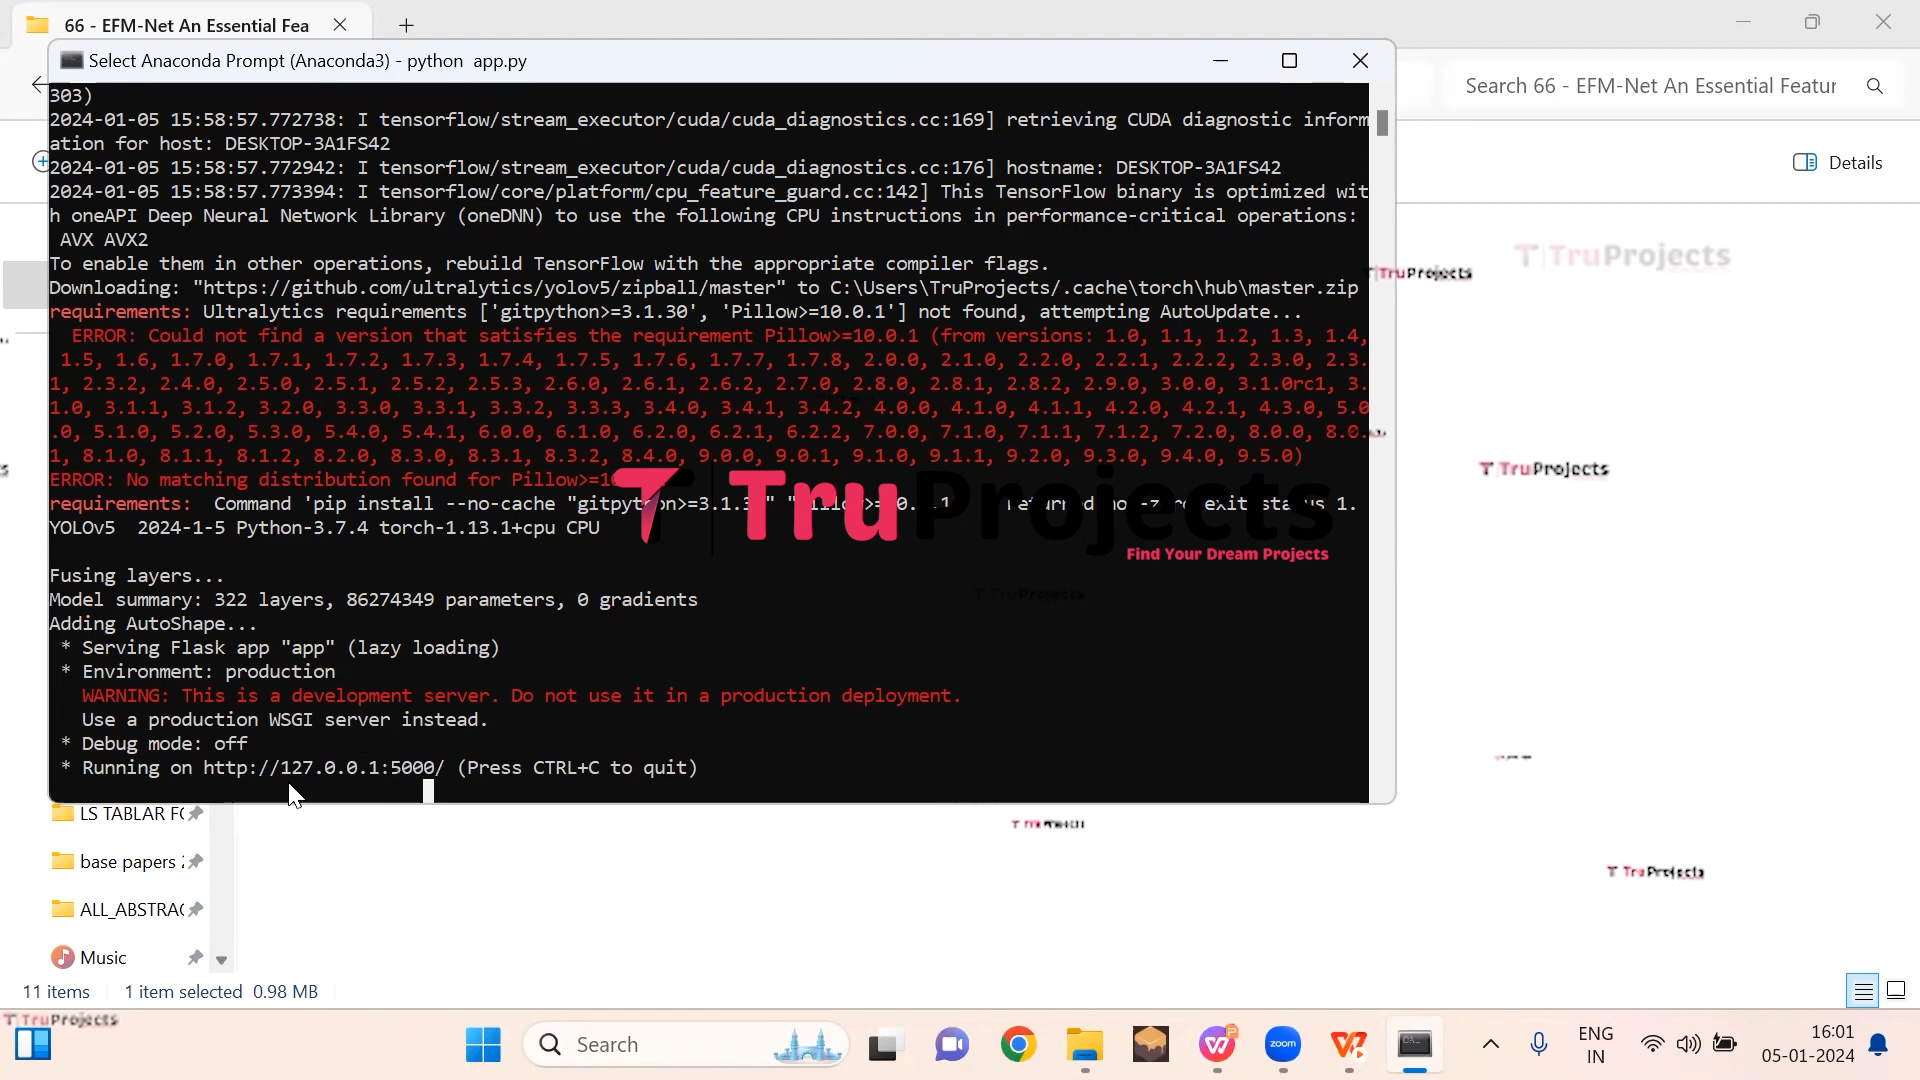 66 - EFM-Net An Essential Fea
Select Anaconda Prompt (Anaconda3) - python  app.py
Search 66 - EFM-Net An Essential Featur
Details
303)
2024-01-05 15:58:57.772738: I tensorflow/stream_executor/cuda/cuda_diagnostics.cc:169] retrieving CUDA diagnostic inform
ation for host: DESKTOP-3A1FS42
2024-01-05 15:58:57.772942: I tensorflow/stream_executor/cuda/cuda_diagnostics.cc:176] hostname: DESKTOP-3A1FS42
2024-01-05 15:58:57.773394: I tensorflow/core/platform/cpu_feature_guard.cc:142] This TensorFlow binary is optimized wit
h oneAPI Deep Neural Network Library (oneDNN) to use the following CPU instructions in performance-critical operations:
AVX AVX2
To enable them in other operations, rebuild TensorFlow with the appropriate compiler flags.
Downloading: "https://github.com/ultralytics/yolov5/zipball/master" to C:\Users\TruProjects/.cache\torch\hub\master.zip
requirements: Ultralytics requirements ['gitpython>=3.1.30', 'Pillow>=10.0.1'] not found, attempting AutoUpdate...
ERROR: Could not find a version that satisfies the requirement Pillow>=10.0.1 (from versions: 1.0, 1.1, 1.2, 1.3, 1.4,
1.5, 1.6, 1.7.0, 1.7.1, 1.7.2, 1.7.3, 1.7.4, 1.7.5, 1.7.6, 1.7.7, 1.7.8, 2.0.0, 2.1.0, 2.2.0, 2.2.1, 2.2.2, 2.3.0, 2.3.
1, 2.3.2, 2.4.0, 2.5.0, 2.5.1, 2.5.2, 2.5.3, 2.6.0, 2.6.1, 2.6.2, 2.7.0, 2.8.0, 2.8.1, 2.8.2, 2.9.0, 3.0.0, 3.1.0rc1, 3.
1.0, 3.1.1, 3.1.2, 3.2.0, 3.3.0, 3.3.1, 3.3.2, 3.3.3, 3.4.0, 3.4.1, 3.4.2, 4.0.0, 4.1.0, 4.1.1, 4.2.0, 4.2.1, 4.3.0, 5.0
.0, 5.1.0, 5.2.0, 5.3.0, 5.4.0, 5.4.1, 6.0.0, 6.1.0, 6.2.0, 6.2.1, 6.2.2, 7.0.0, 7.1.0, 7.1.1, 7.1.2, 7.2.0, 8.0.0, 8.0.
1, 8.1.0, 8.1.1, 8.1.2, 8.2.0, 8.3.0, 8.3.1, 8.3.2, 8.4.0, 9.0.0, 9.0.1, 9.1.0, 9.1.1, 9.2.0, 9.3.0, 9.4.0, 9.5.0)
ERROR: No matching distribution found for Pillow>=10
requirements:  Command 'pip install --no-cache "gitpython>=3.1.3 exit status 1.
YOLOv5  2024-1-5 Python-3.7.4 torch-1.13.1+cpu CPU
Fusing layers...
Model summary: 322 layers, 86274349 parameters, 0 gradients
Adding AutoShape...
* Serving Flask app "app" (lazy loading)
* Environment: production
WARNING: This is a development server. Do not use it in a production deployment.
Use a production WSGI server instead.
* Debug mode: off
* Running on http://127.0.0.1:5000/ (Press CTRL+C to quit)
TruProjects
Find Your Dream Projects
TruProjects
TruProjects
TruProjects
TruProjects
TruProjects
LS TABLAR F
base papers
ALL_ABSTRA
Music
11 items
1 item selected  0.98 MB
TruProjects
Search
zoom
ENG
IN
16:01
05-01-2024